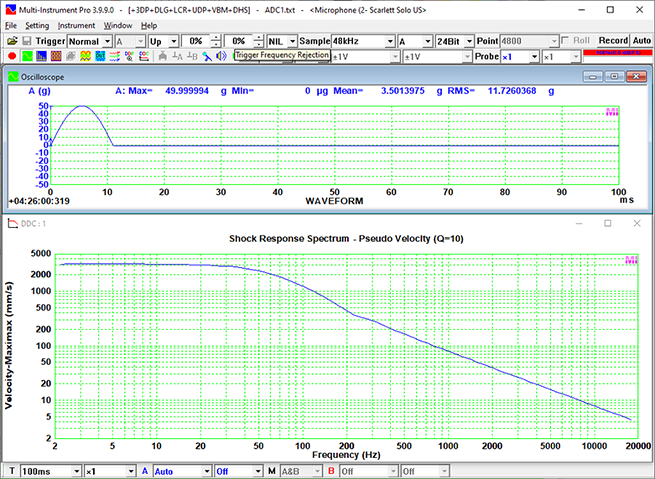 Multi-Instrument Pro 3.9.9.0 - [+3DP+DLG+LCR+UDP+VBM+DHS] - ADC1.txt - <Microphone (2- Scarlett Solo US>
File Setting Instrument Window Help
Trigger Normal A Up 0% 0% NIL Sample 48kHz A 24Bit Point 4800 Roll Record Auto
Trigger Frequency Rejection ±1V ±1V Probe ×1 ×1
Oscilloscope
A (g) A: Max= 49.999994 g Min= 0 µg Mean= 3.5013975 g RMS= 11.7260368 g
50
40
30
20
10
0
-10
-20
-30
-40
-50
MI
0 10 20 30 40 50 60 70 80 90 100
+04:26:00:319 WAVEFORM ms
DDC: 1
Shock Response Spectrum - Pseudo Velocity (Q=10)
MI
Velocity-Maximax (mm/s)
5000
2000
1000
500
200
100
50
20
10
5
2
2 5 10 20 50 100 200 500 1000 2000 5000 10000 20000
Frequency (Hz)
T 100ms ×1 A Auto Off M A&B B Off Off